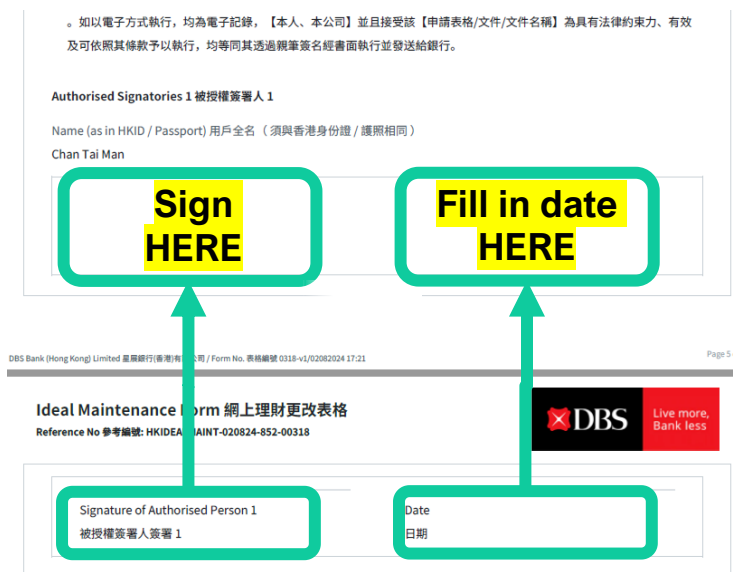 。如以電子方式執行，均為電子記錄，【本人、本公司】並且接受該【申請表格/文件/文件名稱】為具有法律約束力、有效
及可依照其條款予以執行，均等同其透過親筆簽名經書面執行並發送給銀行。
Authorised Signatories 1 被授權簽署人 1
Name (as in HKID / Passort) 用戶全名（ 須與香港身份證 / 護照相同 ）
Chan Tai Man
Sign
HERE
Fill in date
HERE
DBS Bank (Hong Kong) Limited 星展銀行(香港)有 司 / Form No. 表格編號 0318-v1/02082024 17:21
Page 5
Ideal Maintenance rm 網上理財更改表格
Reference No 參考編號: HKIDEA AINT-020824-852-00318
DBS
Live more,
Bank less
Signature of Authorised Person 1
被授權簽署人簽署 1
Date
日期